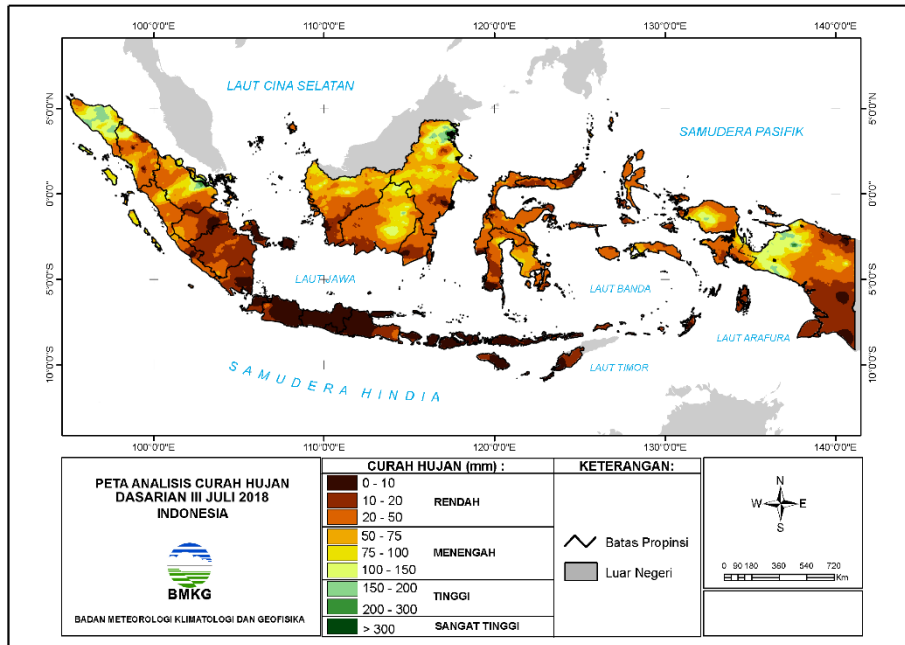 100°0'0"E 110°0'0"E 120°0'0"E 130°0'0"E 140°0'0"E
LAUT CINA SELATAN
5°0'0"N 5°0'0"N
SAMUDERA PASIFIK
0°0'0" 0°0'0"
LAUT JAWA
LAUT BANDA
5°0'0"S 5°0'0"S
LAUT ARAFURA
LAUT TIMOR
10°0'0"S 10°0'0"S
SAMUDERA HINDIA
100°0'0"E 110°0'0"E 120°0'0"E 130°0'0"E 140°0'0"E
PETA ANALISIS CURAH HUJAN
DASARIAN III JULI 2018
INDONESIA
BMKG
BADAN METEOROLOGI KLIMATOLOGI DAN GEOFISIKA
CURAH HUJAN (mm) :
0 - 10
10 - 20
20 - 50
RENDAH
50 - 75
75 - 100
100 - 150
MENENGAH
150 - 200
200 - 300
TINGGI
> 300
SANGAT TINGGI
KETERANGAN:
Batas Propinsi
Luar Negeri
N
W E
S
0 90 180 360 540 720
Km